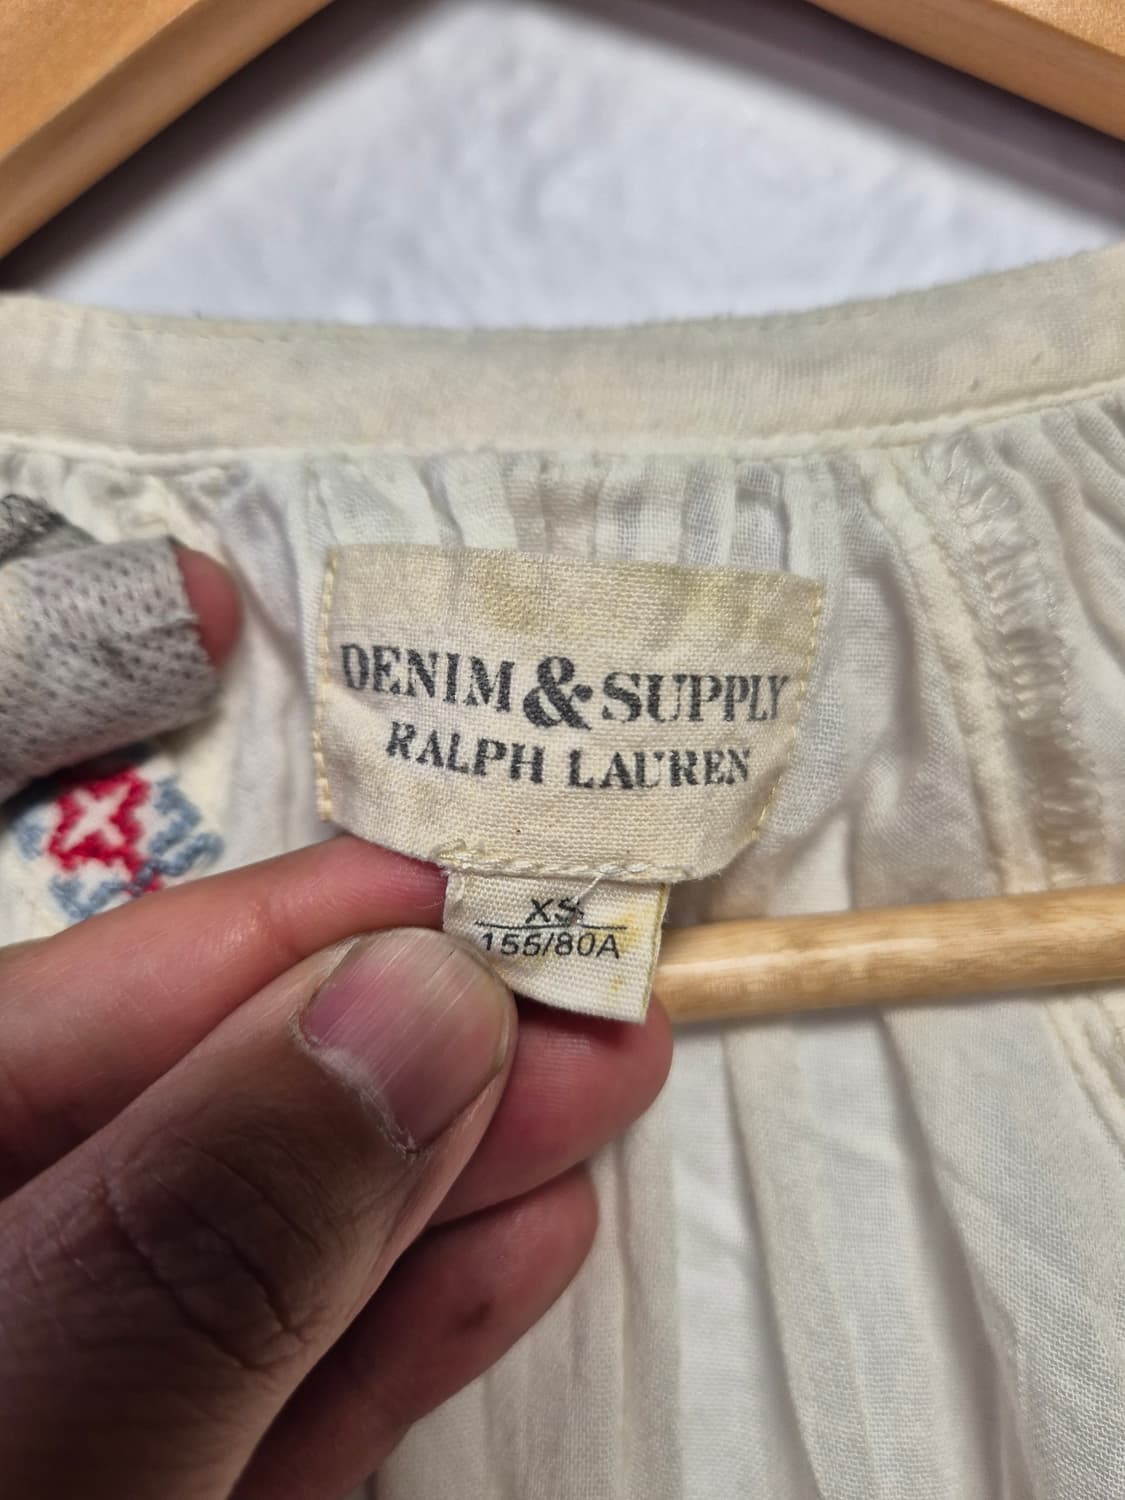 DENIM & SUPPLY
RALPH LAUREN
XS
155/80A